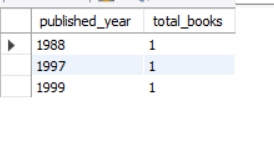 published_year total_books
1988 1
1997 1
1999 1